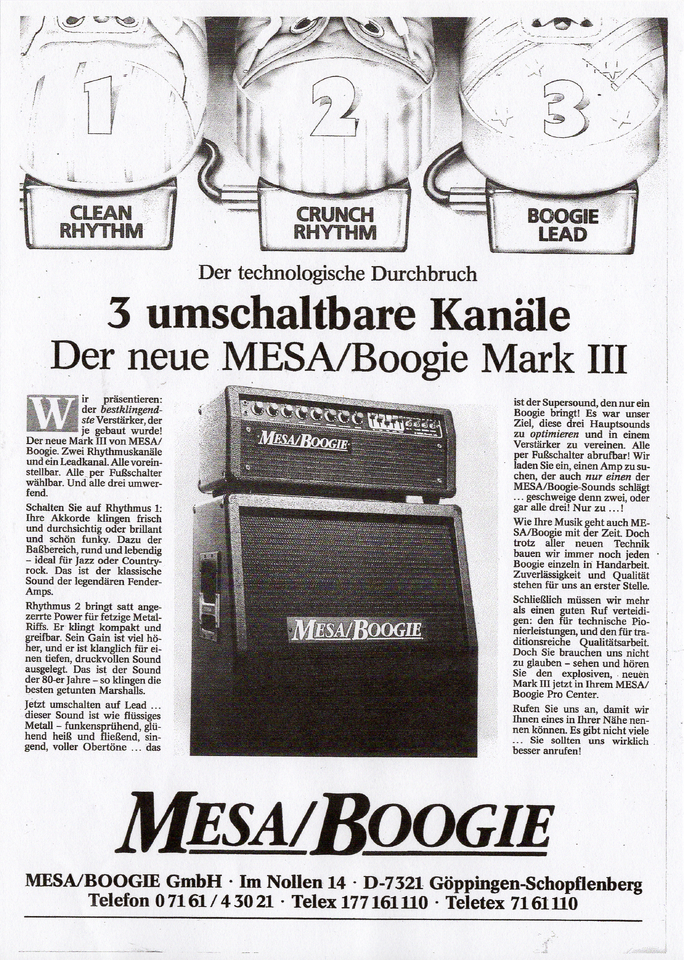 1
2
3
CLEAN
RHYTHM
CRUNCH
RHYTHM
BOOGIE
LEAD
Der technologische Durchbruch
3 umschaltbare Kanäle
Der neue MESA/Boogie Mark III
Wir präsentieren:
der bestklingend-
ste Verstärker, der
je gebaut wurde!
Der neue Mark III von MESA/
Boogie. Zwei Rhythmuskanäle
und ein Leadkanal. Alle vorein-
stellbar. Alle per Fußschalter
wählbar. Und alle drei umwer-
fend.
Schalten Sie auf Rhythmus 1:
Ihre Akkorde klingen frisch
und durchsichtig oder brillant
und schön funky. Dazu der
Baßbereich, rund und lebendig
– ideal für Jazz oder Country-
rock. Das ist der klassische
Sound der legendären Fender-
Amps.
Rhythmus 2 bringt satt ange-
zerrte Power für fetzige Metal-
Riffs. Er klingt kompakt und
greifbar. Sein Gain ist viel hö-
her, und er ist klanglich für ei-
nen tiefen, druckvollen Sound
ausgelegt. Das ist der Sound
der 80-er Jahre – so klingen die
besten getunten Marshalls.
Jetzt umschalten auf Lead ...
dieser Sound ist wie flüssiges
Metall – funkensprühend, glü-
hend heiß und fließend, sin-
gend, voller Obertöne ... das
MESA/BOOGIE
MESA/BOOGIE
ist der Supersound, den nur ein
Boogie bringt! Es war unser
Ziel, diese drei Hauptsounds
zu optimieren und in einem
Verstärker zu vereinen. Alle
per Fußschalter abrufbar! Wir
laden Sie ein, einen Amp zu su-
chen, der auch nur einen der
MESA/Boogie-Sounds schlägt
... geschweige denn zwei, oder
gar alle drei! Nur zu ...!
Wie Ihre Musik geht auch ME-
SA/Boogie mit der Zeit. Doch
trotz aller neuen Technik
bauen wir immer noch jeden
Boogie einzeln in Handarbeit.
Zuverlässigkeit und Qualität
stehen für uns an erster Stelle.
Schließlich müssen wir mehr
als einen guten Ruf verteidi-
gen: den für technische Pio-
nierleistungen, und den für tra-
ditionsreiche Qualitätsarbeit.
Doch Sie brauchen uns nicht
zu glauben – sehen und hören
Sie den explosiven, neuen
Mark III jetzt in Ihrem MESA/
Boogie Pro Center.
Rufen Sie uns an, damit wir
Ihnen eines in Ihrer Nähe nen-
nen können. Es gibt nicht viele
... Sie sollten uns wirklich
besser anrufen!
MESA/BOOGIE
MESA/BOOGIE GmbH · Im Nollen 14 · D-7321 Göppingen-Schopflenberg
Telefon 0 71 61 / 4 30 21 · Telex 177 161 110 · Teletex 71 61 110